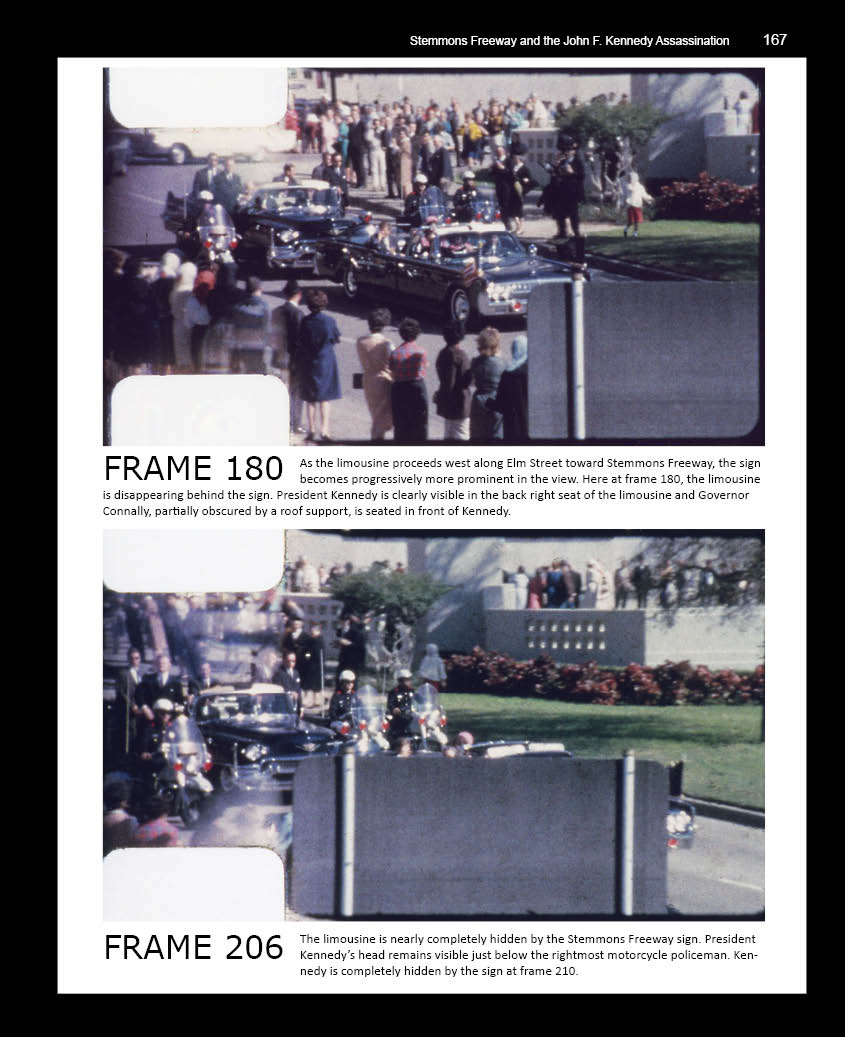 Stemmons Freeway and the John F. Kennedy Assassination 167
FRAME 180
As the limousine proceeds west along Elm Street toward Stemmons Freeway, the sign
becomes progressively more prominent in the view. Here at frame 180, the limousine
is disappearing behind the sign. President Kennedy is clearly visible in the back right seat of the limousine and Governor
Connally, partially obscured by a roof support, is seated in front of Kennedy.
FRAME 206
The limousine is nearly completely hidden by the Stemmons Freeway sign. President
Kennedy’s head remains visible just below the rightmost motorcycle policeman. Ken-
nedy is completely hidden by the sign at frame 210.